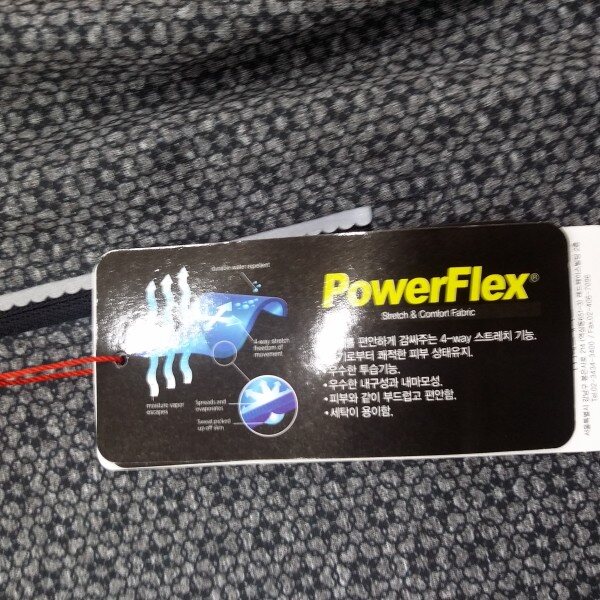 durable water repellent
4-way stretch
freedom of
movement
moisture vapor
escapes
Spreads and
evaporates
Sweat pulled
up-off skin
PowerFlex®
Stretch & Comfort Fabric
를 편안하게 감싸주는 4-way 스트레치 기능.
기로부터 쾌적한 피부 상태유지.
우수한 투습기능.
• 우수한 내구성과 내마모성.
• 피부와 같이 부드럽고 편안함.
• 세탁이 용이함.